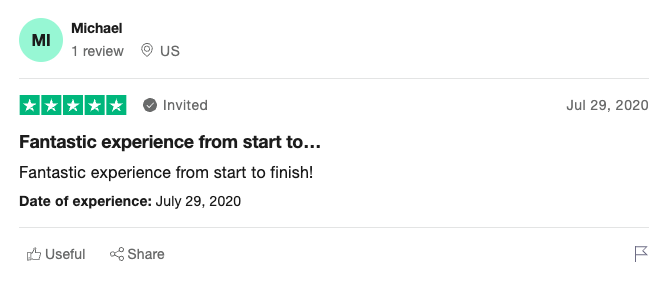 MI
Michael
1 review US
Invited Jul 29, 2020
Fantastic experience from start to...
Fantastic experience from start to finish!
Date of experience: July 29, 2020
Useful Share